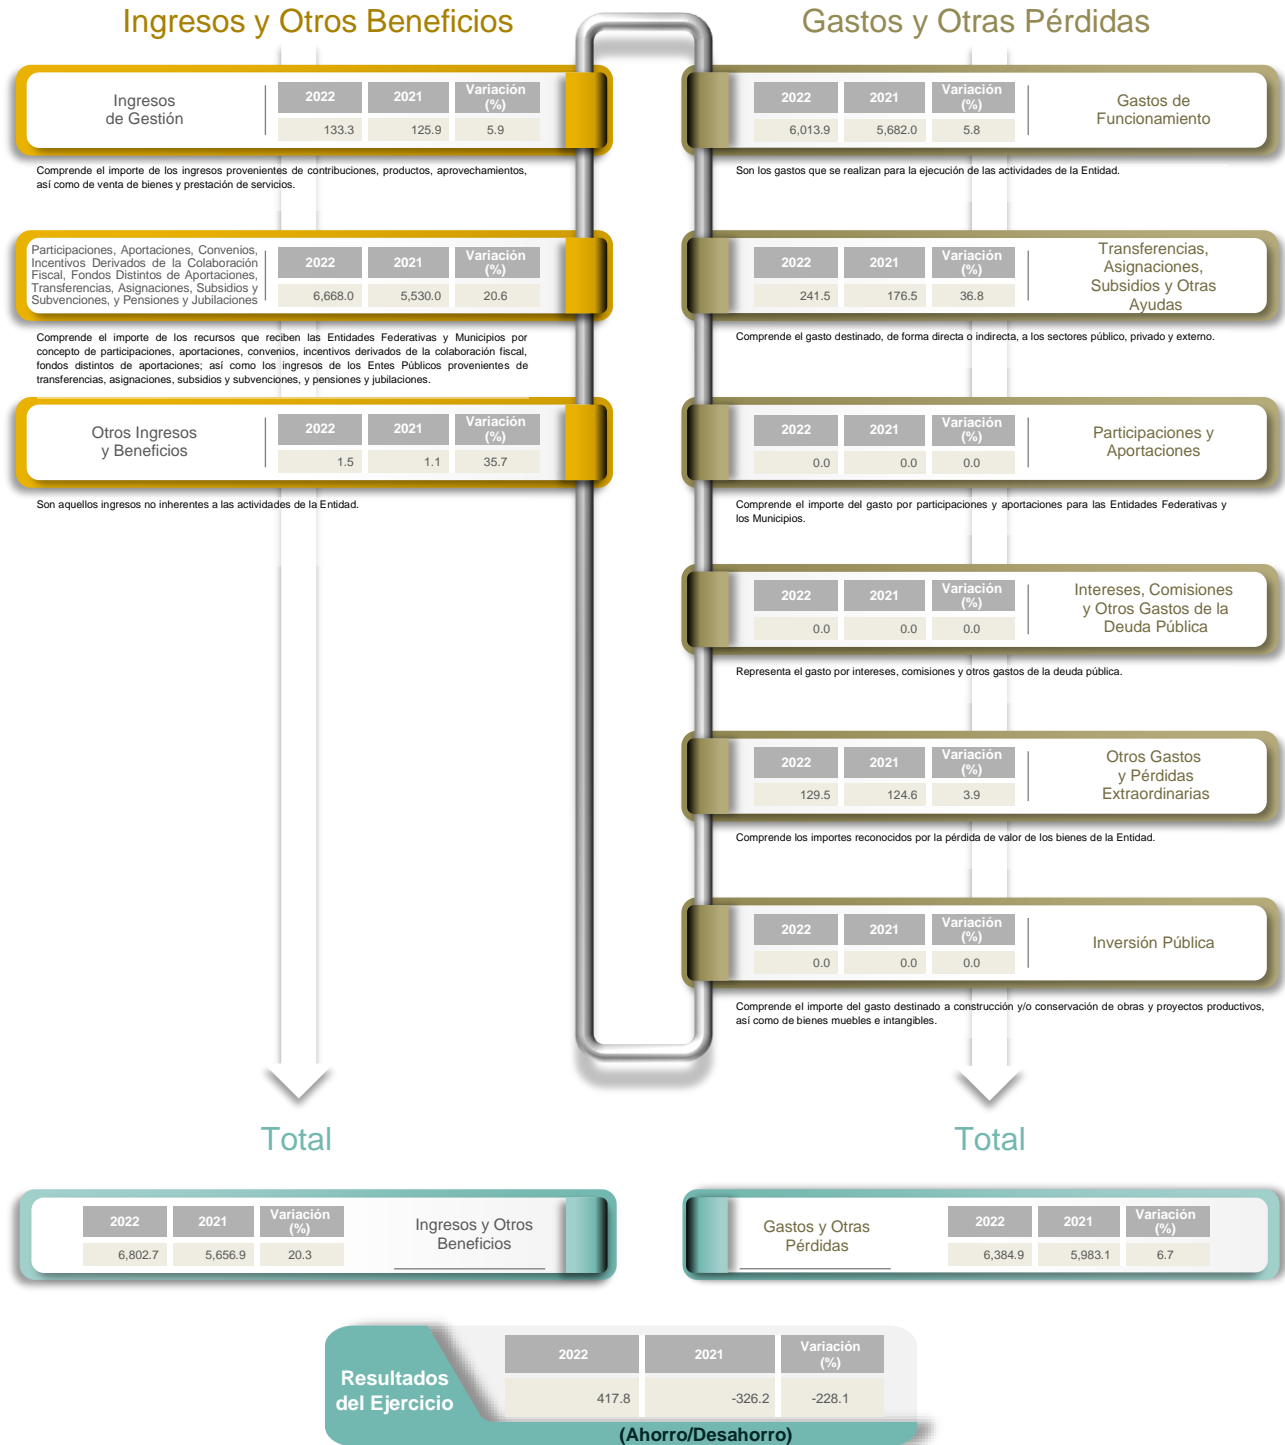 Ingresos y Otros Beneficios
Ingresos
de Gestión
2022 2021 Variación
(%)
133.3 125.9 5.9
Comprende el importe de los ingresos provenientes de contribuciones, productos, aprovechamientos,
así como de venta de bienes y prestación de servicios.
Participaciones, Aportaciones, Convenios,
Incentivos Derivados de la Colaboración
Fiscal, Fondos Distintos de Aportaciones,
Transferencias, Asignaciones, Subsidios y
Subvenciones, y Pensiones y Jubilaciones
2022 2021 Variación
(%)
6,668.0 5,530.0 20.6
Comprende el importe de los recursos que reciben las Entidades Federativas y Municipios por
concepto de participaciones, aportaciones, convenios, incentivos derivados de la colaboración fiscal,
fondos distintos de aportaciones; así como los ingresos de los Entes Públicos provenientes de
transferencias, asignaciones, subsidios y subvenciones, y pensiones y jubilaciones.
Otros Ingresos
y Beneficios
2022 2021 Variación
(%)
1.5 1.1 35.7
Son aquellos ingresos no inherentes a las actividades de la Entidad.
Gastos y Otras Pérdidas
2022 2021 Variación
(%)
6,013.9 5,682.0 5.8
Gastos de
Funcionamiento
Son los gastos que se realizan para la ejecución de las actividades de la Entidad.
2022 2021 Variación
(%)
241.5 176.5 36.8
Transferencias,
Asignaciones,
Subsidios y Otras
Ayudas
Comprende el gasto destinado, de forma directa o indirecta, a los sectores público, privado y externo.
2022 2021 Variación
(%)
0.0 0.0 0.0
Participaciones y
Aportaciones
Comprende el importe del gasto por participaciones y aportaciones para las Entidades Federativas y
los Municipios.
2022 2021 Variación
(%)
0.0 0.0 0.0
Intereses, Comisiones
y Otros Gastos de la
Deuda Pública
Representa el gasto por intereses, comisiones y otros gastos de la deuda pública.
2022 2021 Variación
(%)
129.5 124.6 3.9
Otros Gastos
y Pérdidas
Extraordinarias
Comprende los importes reconocidos por la pérdida de valor de los bienes de la Entidad.
2022 2021 Variación
(%)
0.0 0.0 0.0
Inversión Pública
Comprende el importe del gasto destinado a construcción y/o conservación de obras y proyectos productivos,
así como de bienes muebles e intangibles.
Total
2022 2021 Variación
(%)
6,802.7 5,656.9 20.3
Ingresos y Otros
Beneficios
Total
Gastos y Otras
Pérdidas
2022 2021 Variación
(%)
6,384.9 5,983.1 6.7
Resultados
del Ejercicio
2022 2021 Variación
(%)
417.8 -326.2 -228.1
(Ahorro/Desahorro)